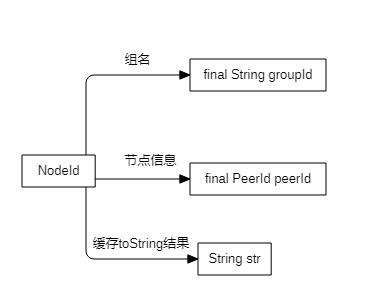 组名
final String groupId
NodeId
节点信息
final PeerId peerId
缓存toString结果
String str